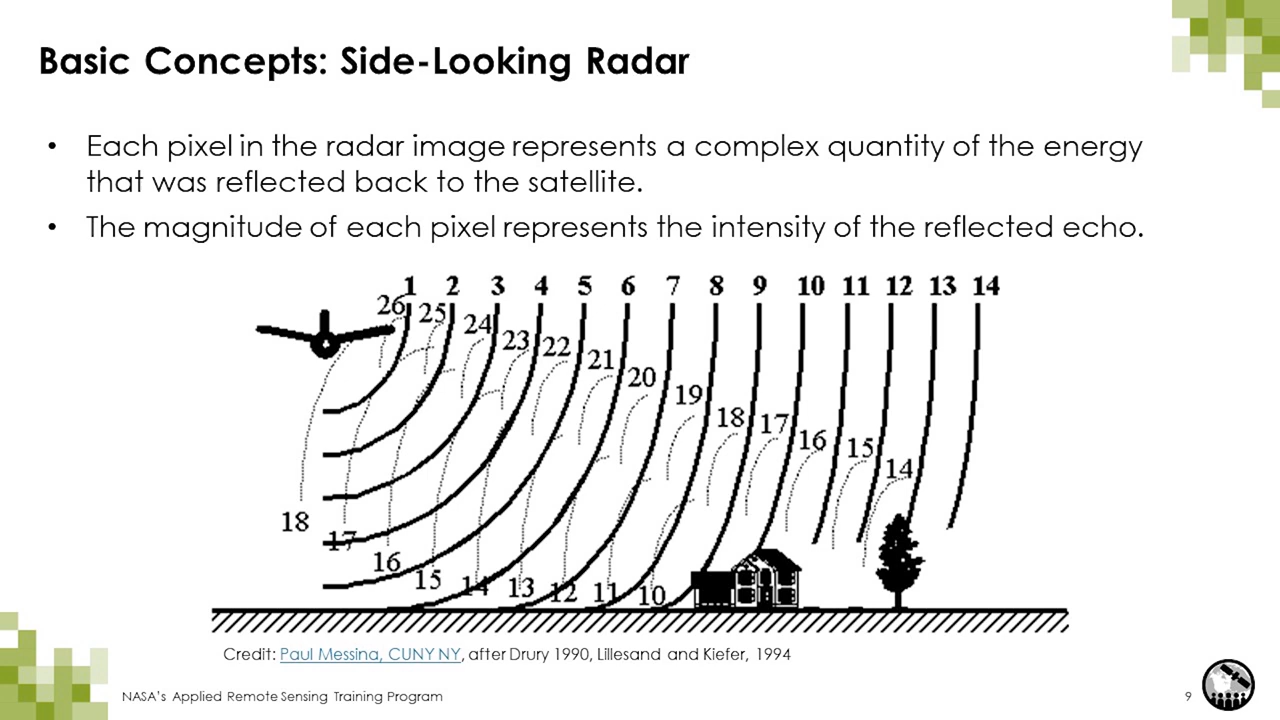 Basic Concepts: Side-Looking Radar
• Each pixel in the radar image represents a complex quantity of the energy
that was reflected back to the satellite.
• The magnitude of each pixel represents the intensity of the reflected echo.
1 2 3 4 5 6 7 8 9 10 11 12 13 14
26 25 24 23 22 21 20 19 18 17 16 15 14
18 17 16 15 14 13 12 11 10
Credit: Paul Messina, CUNY NY, after Drury 1990, Lillesand and Kiefer, 1994
NASA's Applied Remote Sensing Training Program
9